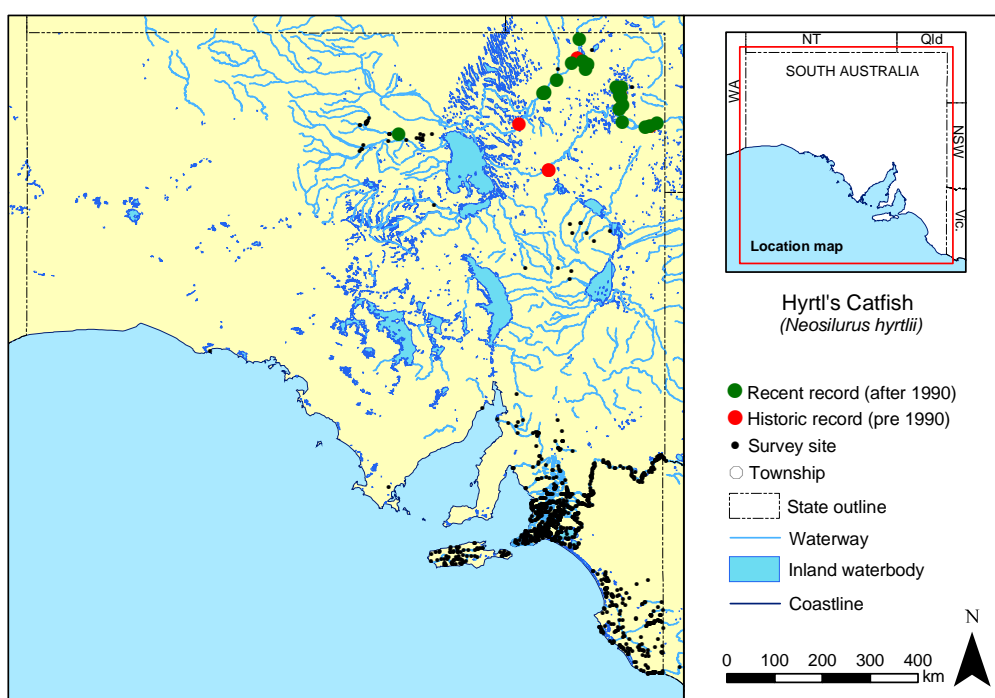 NT
Qld
SOUTH AUSTRALIA
WA
NSW
Vic.
Location map
Hyrtl's Catfish
(Neosilurus hyrtlii)
Recent record (after 1990)
Historic record (pre 1990)
Survey site
Township
State outline
Waterway
Inland waterbody
Coastline
N
0 100 200 300 400
km